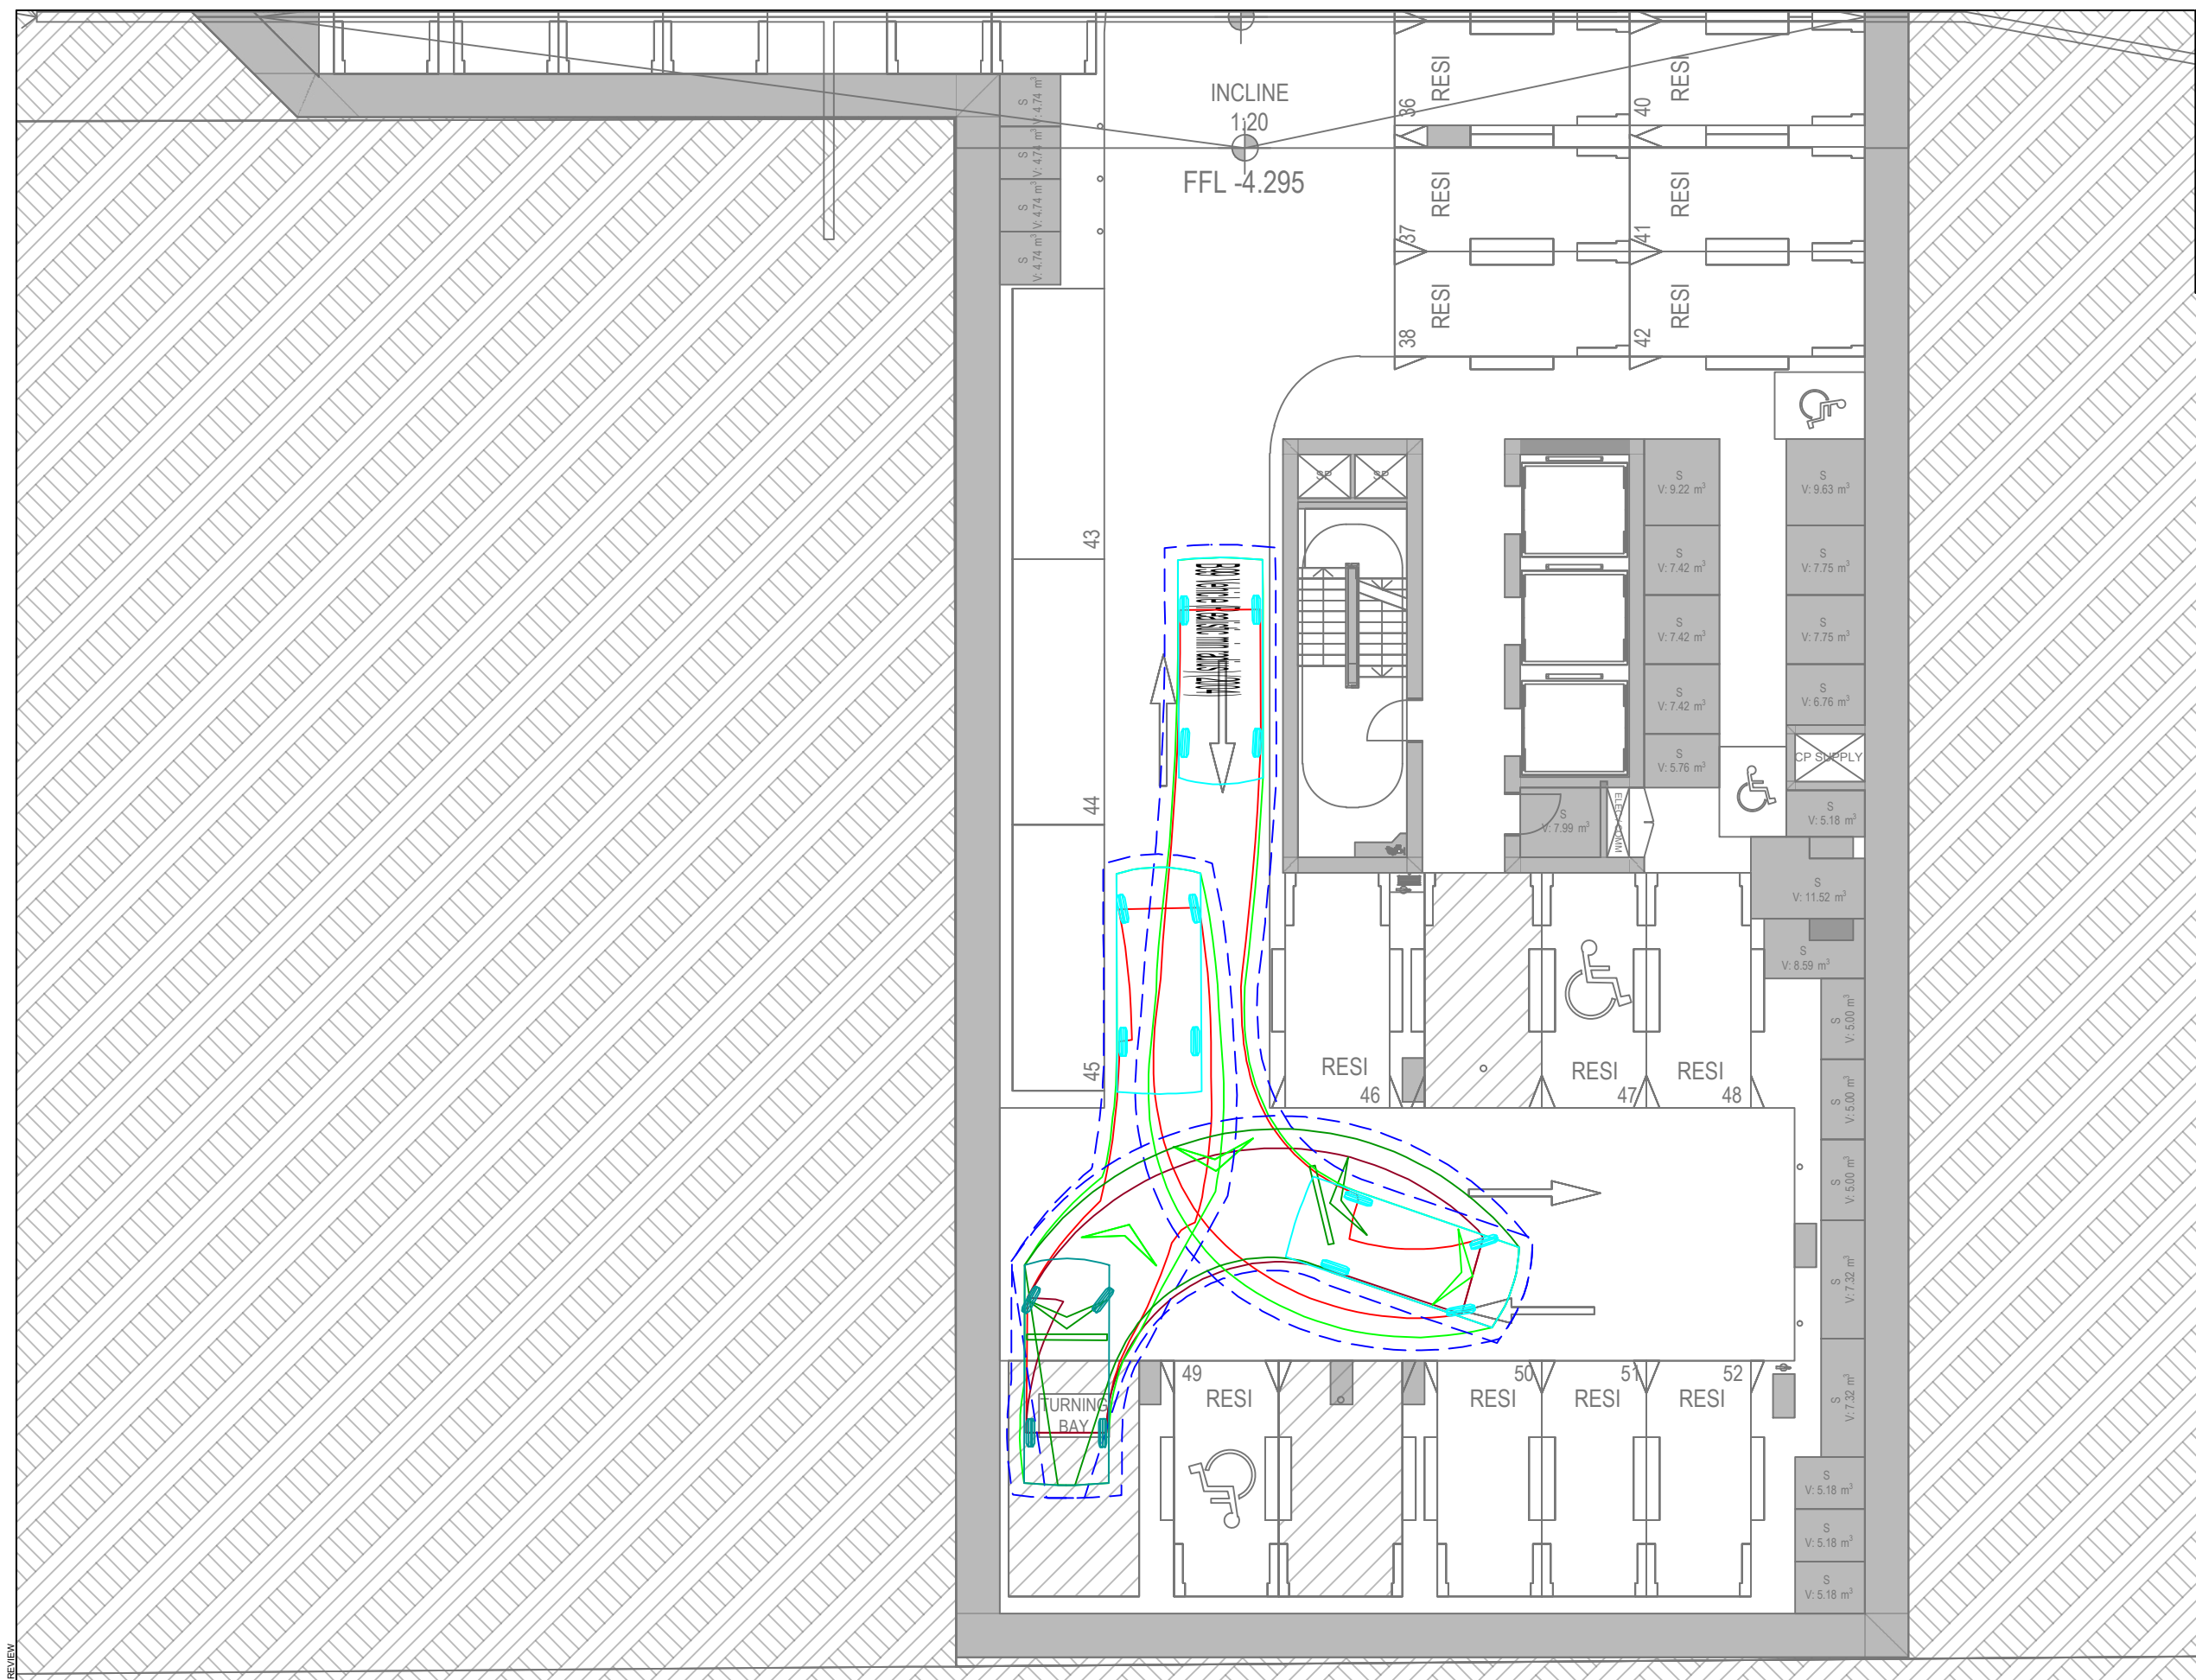 INCLINE
1:20
FFL -4.295
S
V: 4.74 m³
S
V: 4.74 m³
S
V: 4.74 m³
S
V: 4.74 m³
36
RESI
40
RESI
37
RESI
41
RESI
38
RESI
42
RESI
43
44
45
SP
SP
S
V: 9.22 m³
S
V: 7.42 m³
S
V: 7.42 m³
S
V: 7.42 m³
S
V: 5.76 m³
S
V: 9.63 m³
S
V: 7.75 m³
S
V: 7.75 m³
S
V: 6.76 m³
CP SUPPLY
S
V: 5.18 m³
S
V: 7.99 m³
S
V: 11.52 m³
S
V: 8.59 m³
S
V: 5.00 m³
S
V: 5.00 m³
S
V: 5.00 m³
S
V: 7.32 m³
S
V: 7.32 m³
S
V: 5.18 m³
S
V: 5.18 m³
S
V: 5.18 m³
RESI
46
RESI
47
RESI
48
TURNING
BAY
49
RESI
50
RESI
51
RESI
52
RESI
REVIEW